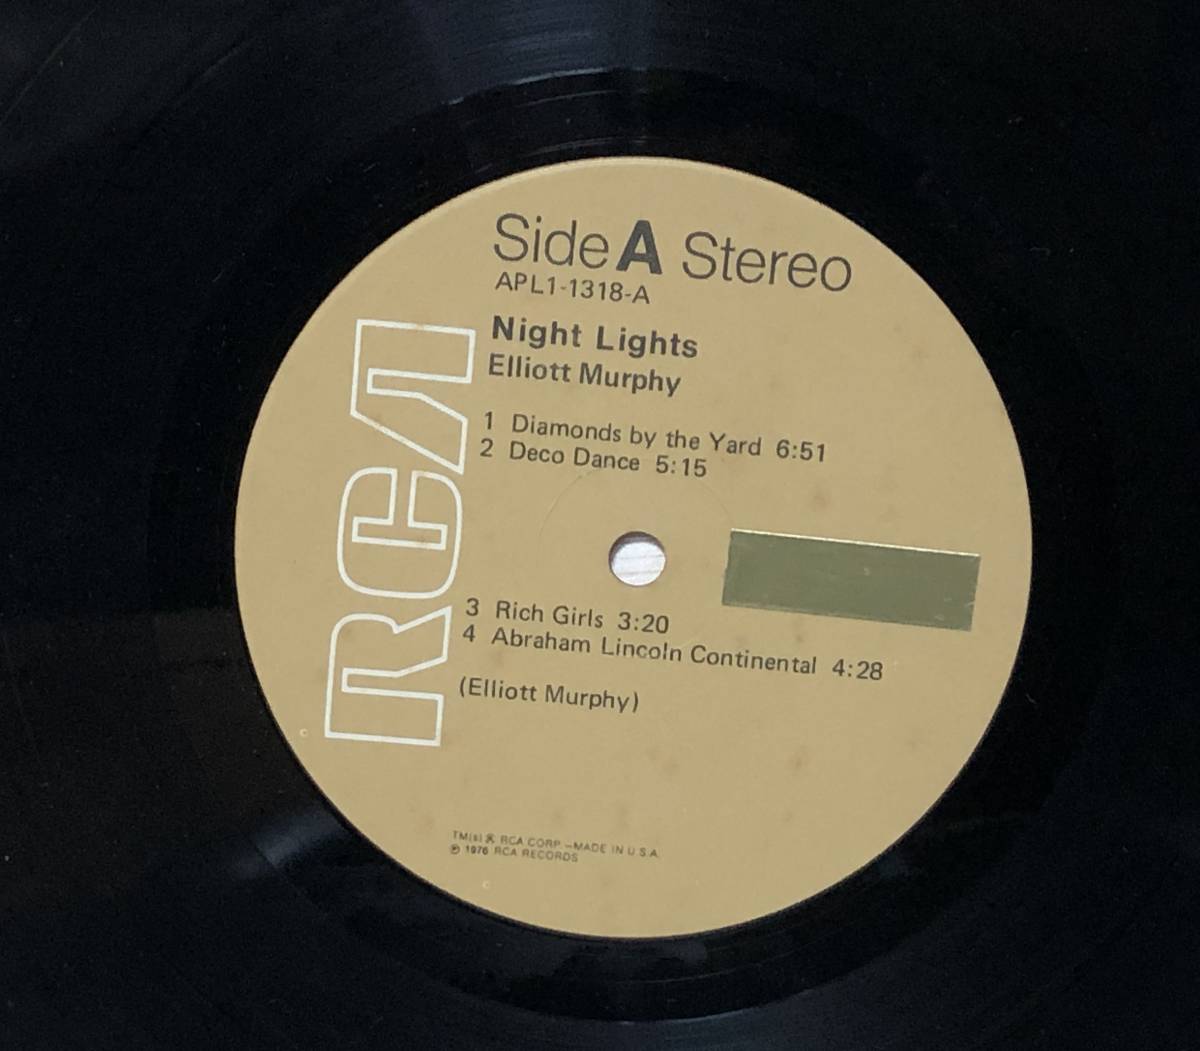 Side A Stereo
APL1-1318-A
Night Lights
Elliott Murphy
1 Diamonds by the Yard 6:51
2 Deco Dance 5:15
3 Rich Girls 3:20
4 Abraham Lincoln Continental 4:28
(Elliott Murphy)
RCA
TM(s) ® RCA CORP.—MADE IN U.S.A.
℗ 1976 RCA RECORDS